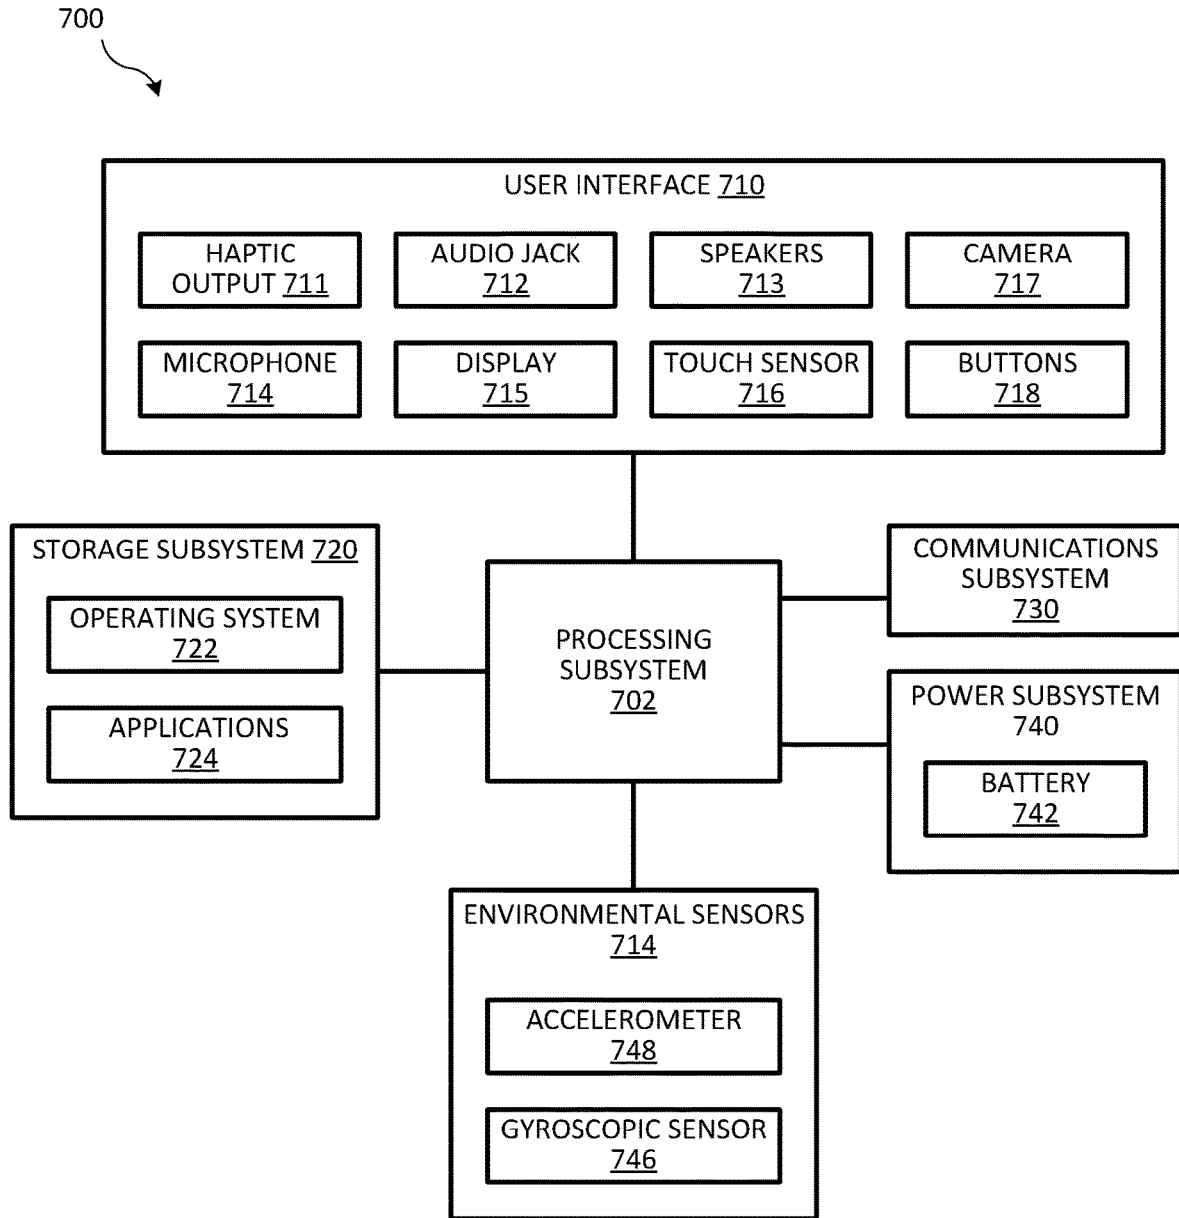 700
USER INTERFACE 710
HAPTIC
OUTPUT 711
AUDIO JACK
712
SPEAKERS
713
CAMERA
717
MICROPHONE
714
DISPLAY
715
TOUCH SENSOR
716
BUTTONS
718
STORAGE SUBSYSTEM 720
OPERATING SYSTEM
722
APPLICATIONS
724
PROCESSING
SUBSYSTEM
702
COMMUNICATIONS
SUBSYSTEM
730
POWER SUBSYSTEM
740
BATTERY
742
ENVIRONMENTAL SENSORS
714
ACCELEROMETER
748
GYROSCOPIC SENSOR
746